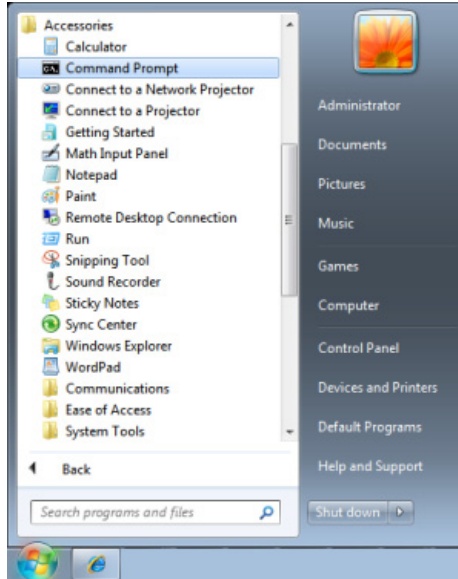 Accessories
Calculator
Command Prompt
Connect to a Network Projector
Connect to a Projector
Getting Started
Math Input Panel
Notepad
Paint
Remote Desktop Connection
Run
Snipping Tool
Sound Recorder
Sticky Notes
Sync Center
Windows Explorer
WordPad
Communications
Ease of Access
System Tools
Back
Search programs and files
Administrator
Documents
Pictures
Music
Games
Computer
Control Panel
Devices and Printers
Default Programs
Help and Support
Shut down